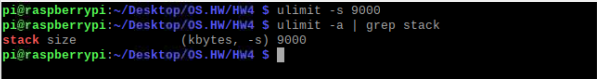 pi@raspberrypi:~/Desktop/OS.HW/HW4 $ ulimit -s 9000
pi@raspberrypi:~/Desktop/OS.HW/HW4 $ ulimit -a | grep stack
stack size              (kbytes, -s) 9000
pi@raspberrypi:~/Desktop/OS.HW/HW4 $